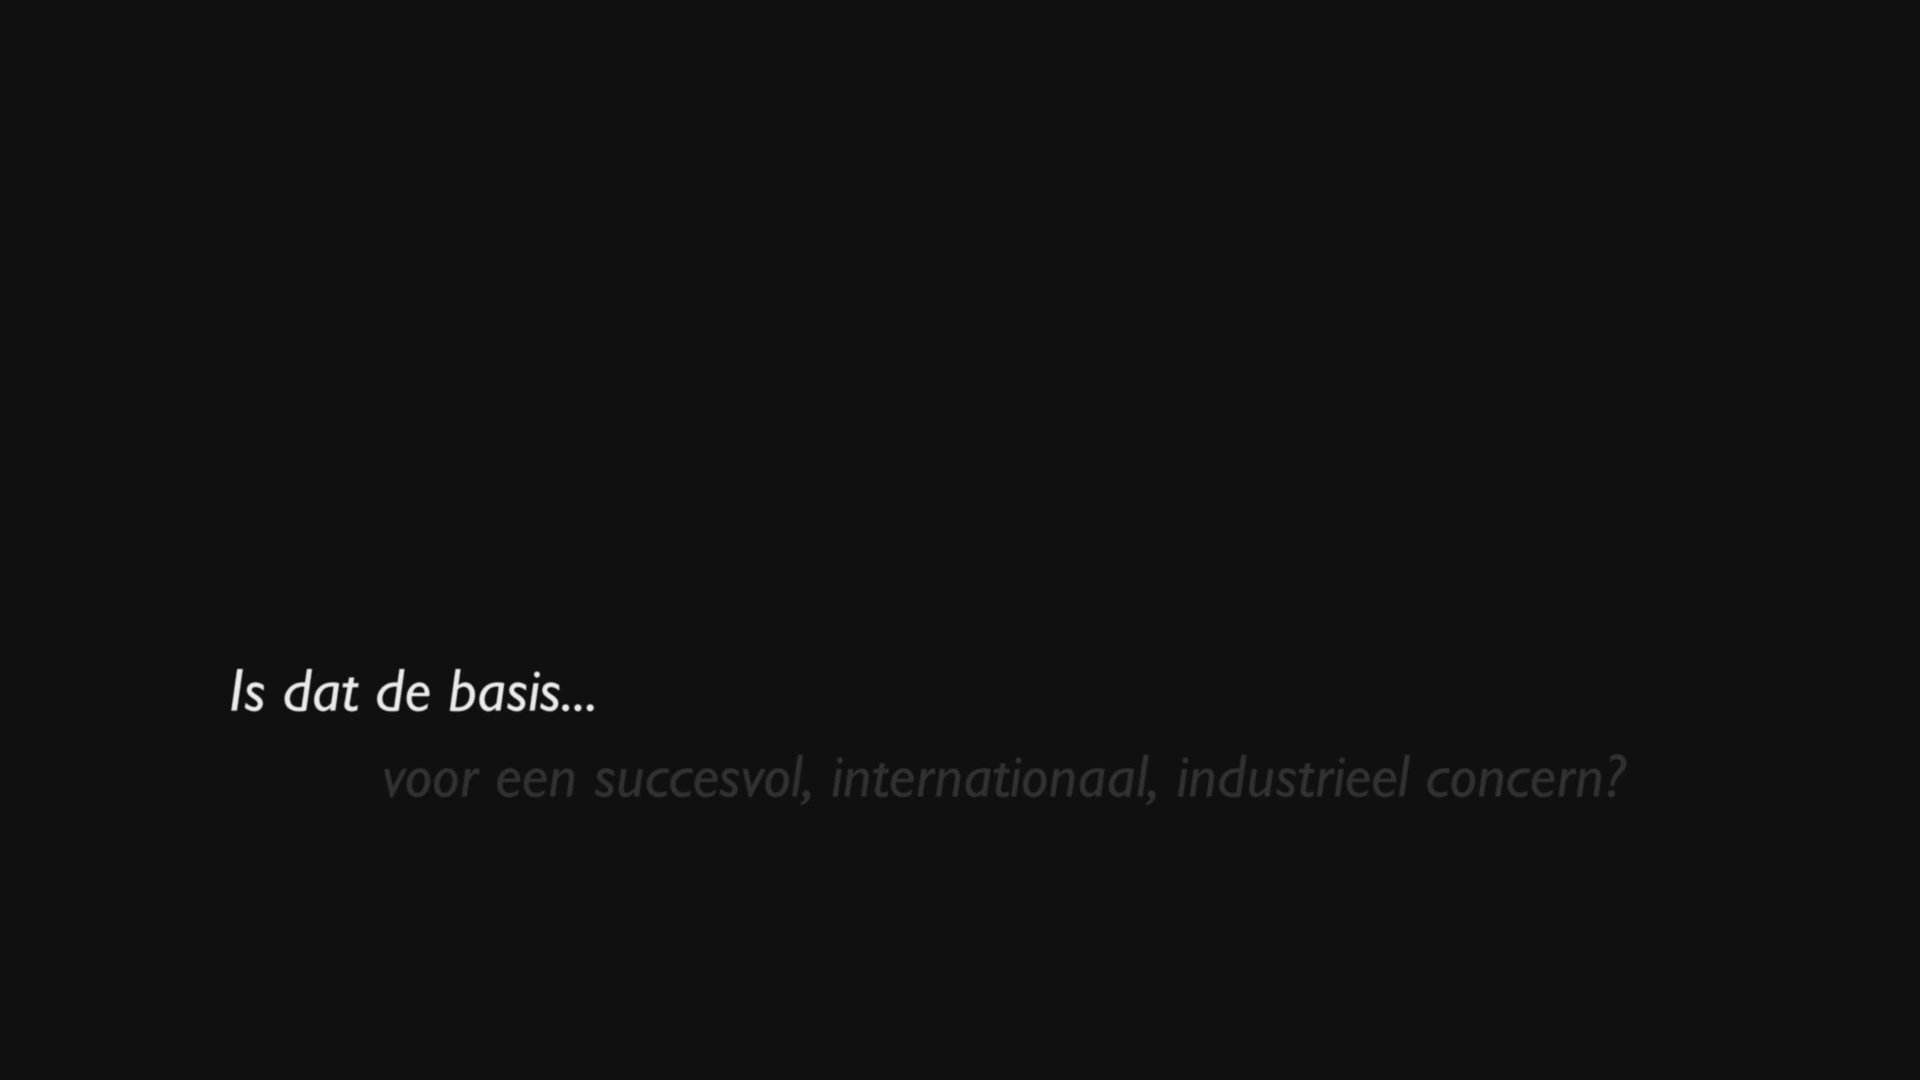 Is dat de basis...
voor een succesvol, internationaal, industrieel concern?